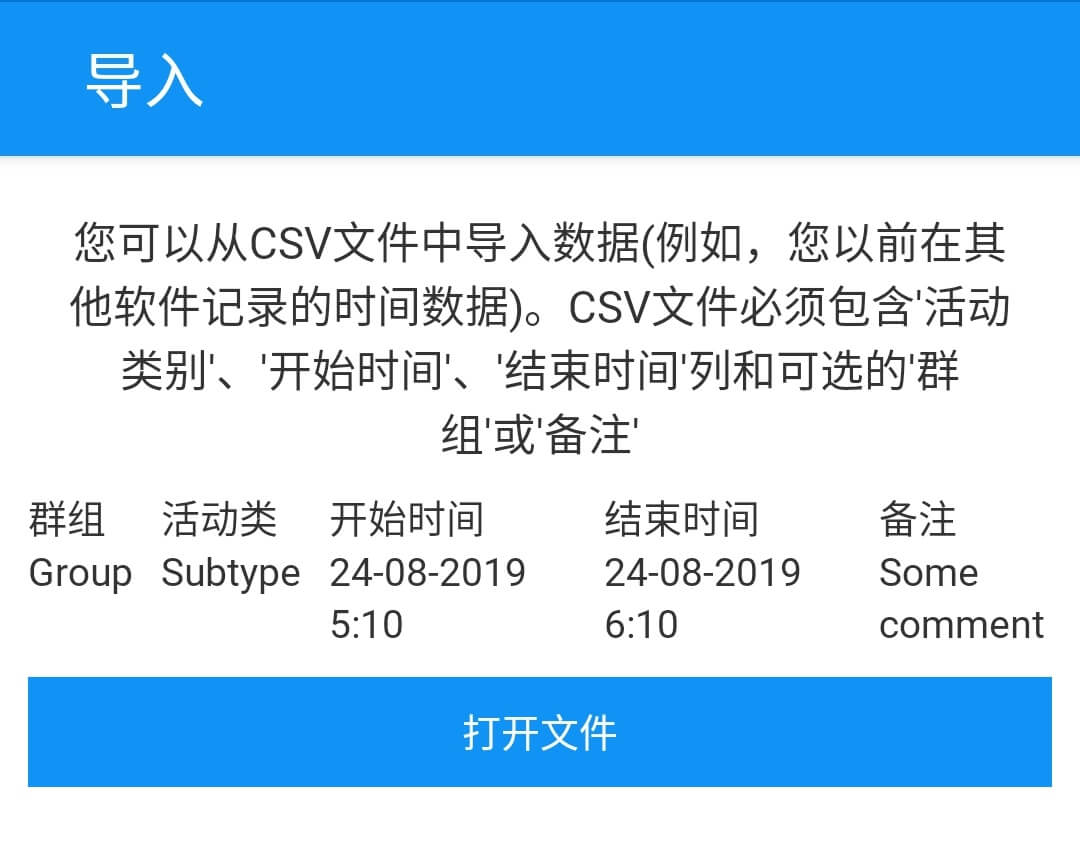 导入
您可以从CSV文件中导入数据(例如，您以前在其
他软件记录的时间数据)。CSV文件必须包含'活动
类别'、'开始时间'、'结束时间'列和可选的'群
组'或'备注'
群组 活动类 开始时间 结束时间 备注
Group Subtype 24-08-2019 24-08-2019 Some
5:10 6:10 comment
打开文件